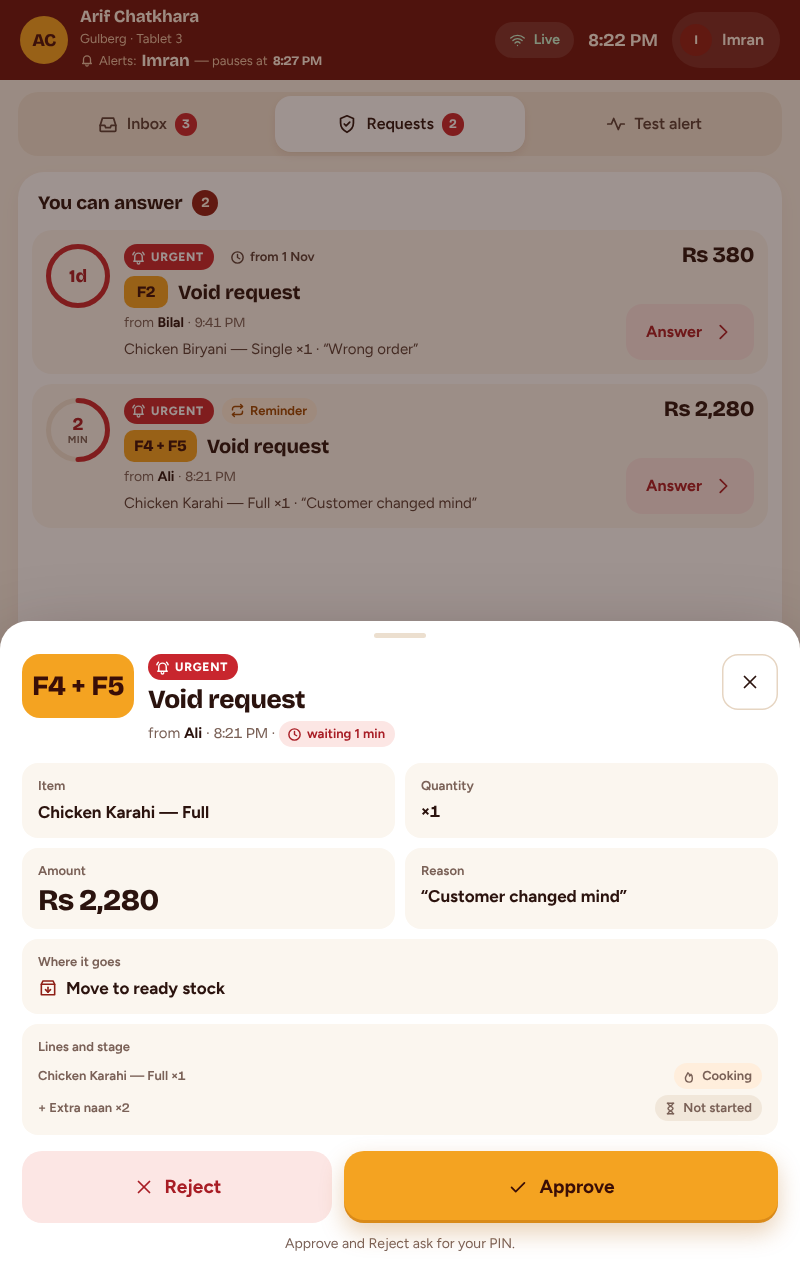 AC
Arif Chatkhara
Gulberg · Tablet 3
Alerts: Imran — pauses at 8:27 PM
Live
8:22 PM
I
Imran
Inbox 3
Requests 2
Test alert
You can answer 2
1d
URGENT
from 1 Nov
Rs 380
F2
Void request
from Bilal · 9:41 PM
Chicken Biryani — Single ×1 · “Wrong order”
Answer
2
MIN
URGENT
Reminder
Rs 2,280
F4 + F5
Void request
from Ali · 8:21 PM
Chicken Karahi — Full ×1 · “Customer changed mind”
Answer
F4 + F5
URGENT
Void request
from Ali · 8:21 PM · waiting 1 min
Item
Chicken Karahi — Full
Quantity
×1
Amount
Rs 2,280
Reason
“Customer changed mind”
Where it goes
Move to ready stock
Lines and stage
Chicken Karahi — Full ×1
Cooking
+ Extra naan ×2
Not started
Reject
Approve
Approve and Reject ask for your PIN.